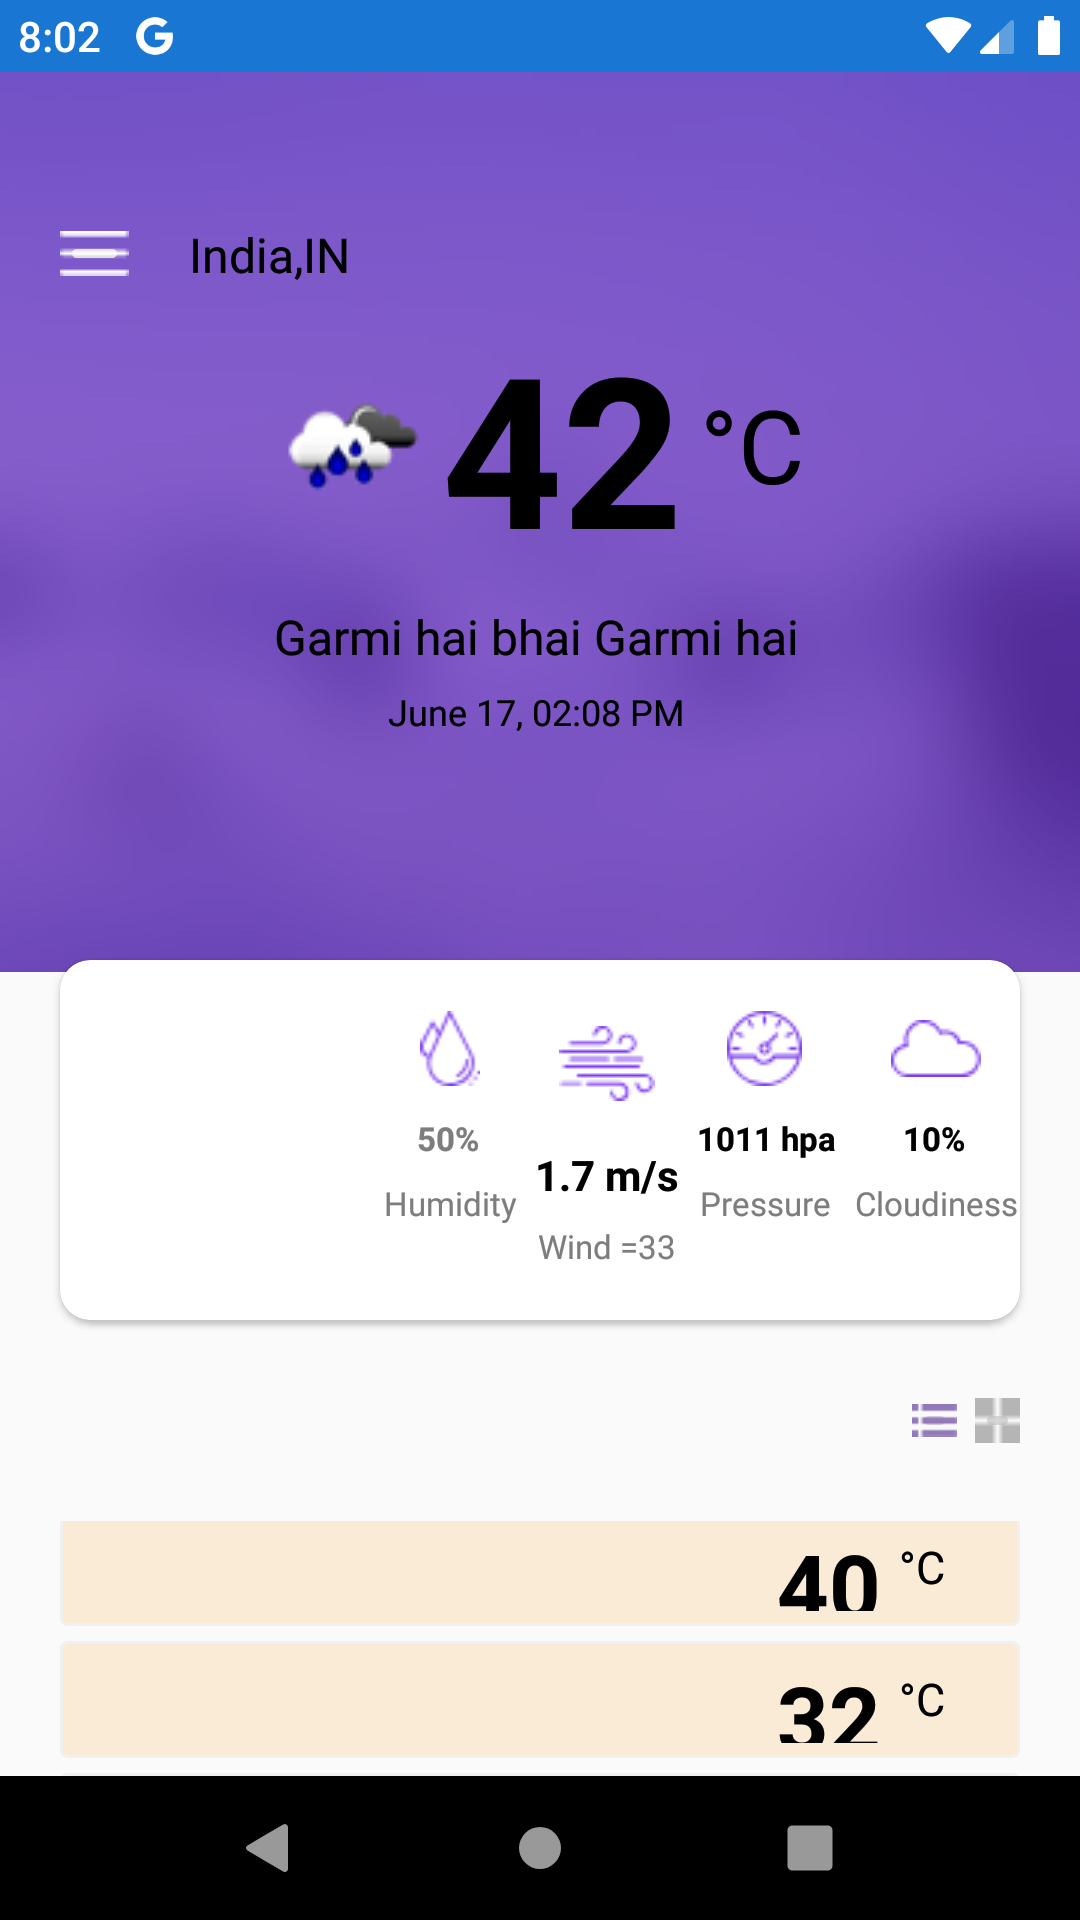 8:02
India,IN
42 °C
Garmi hai bhai Garmi hai
June 17, 02:08 PM
50% 1.7 m/s 1011 hpa 10%
Humidity Wind =33 Pressure Cloudiness
40 °C
32 °C